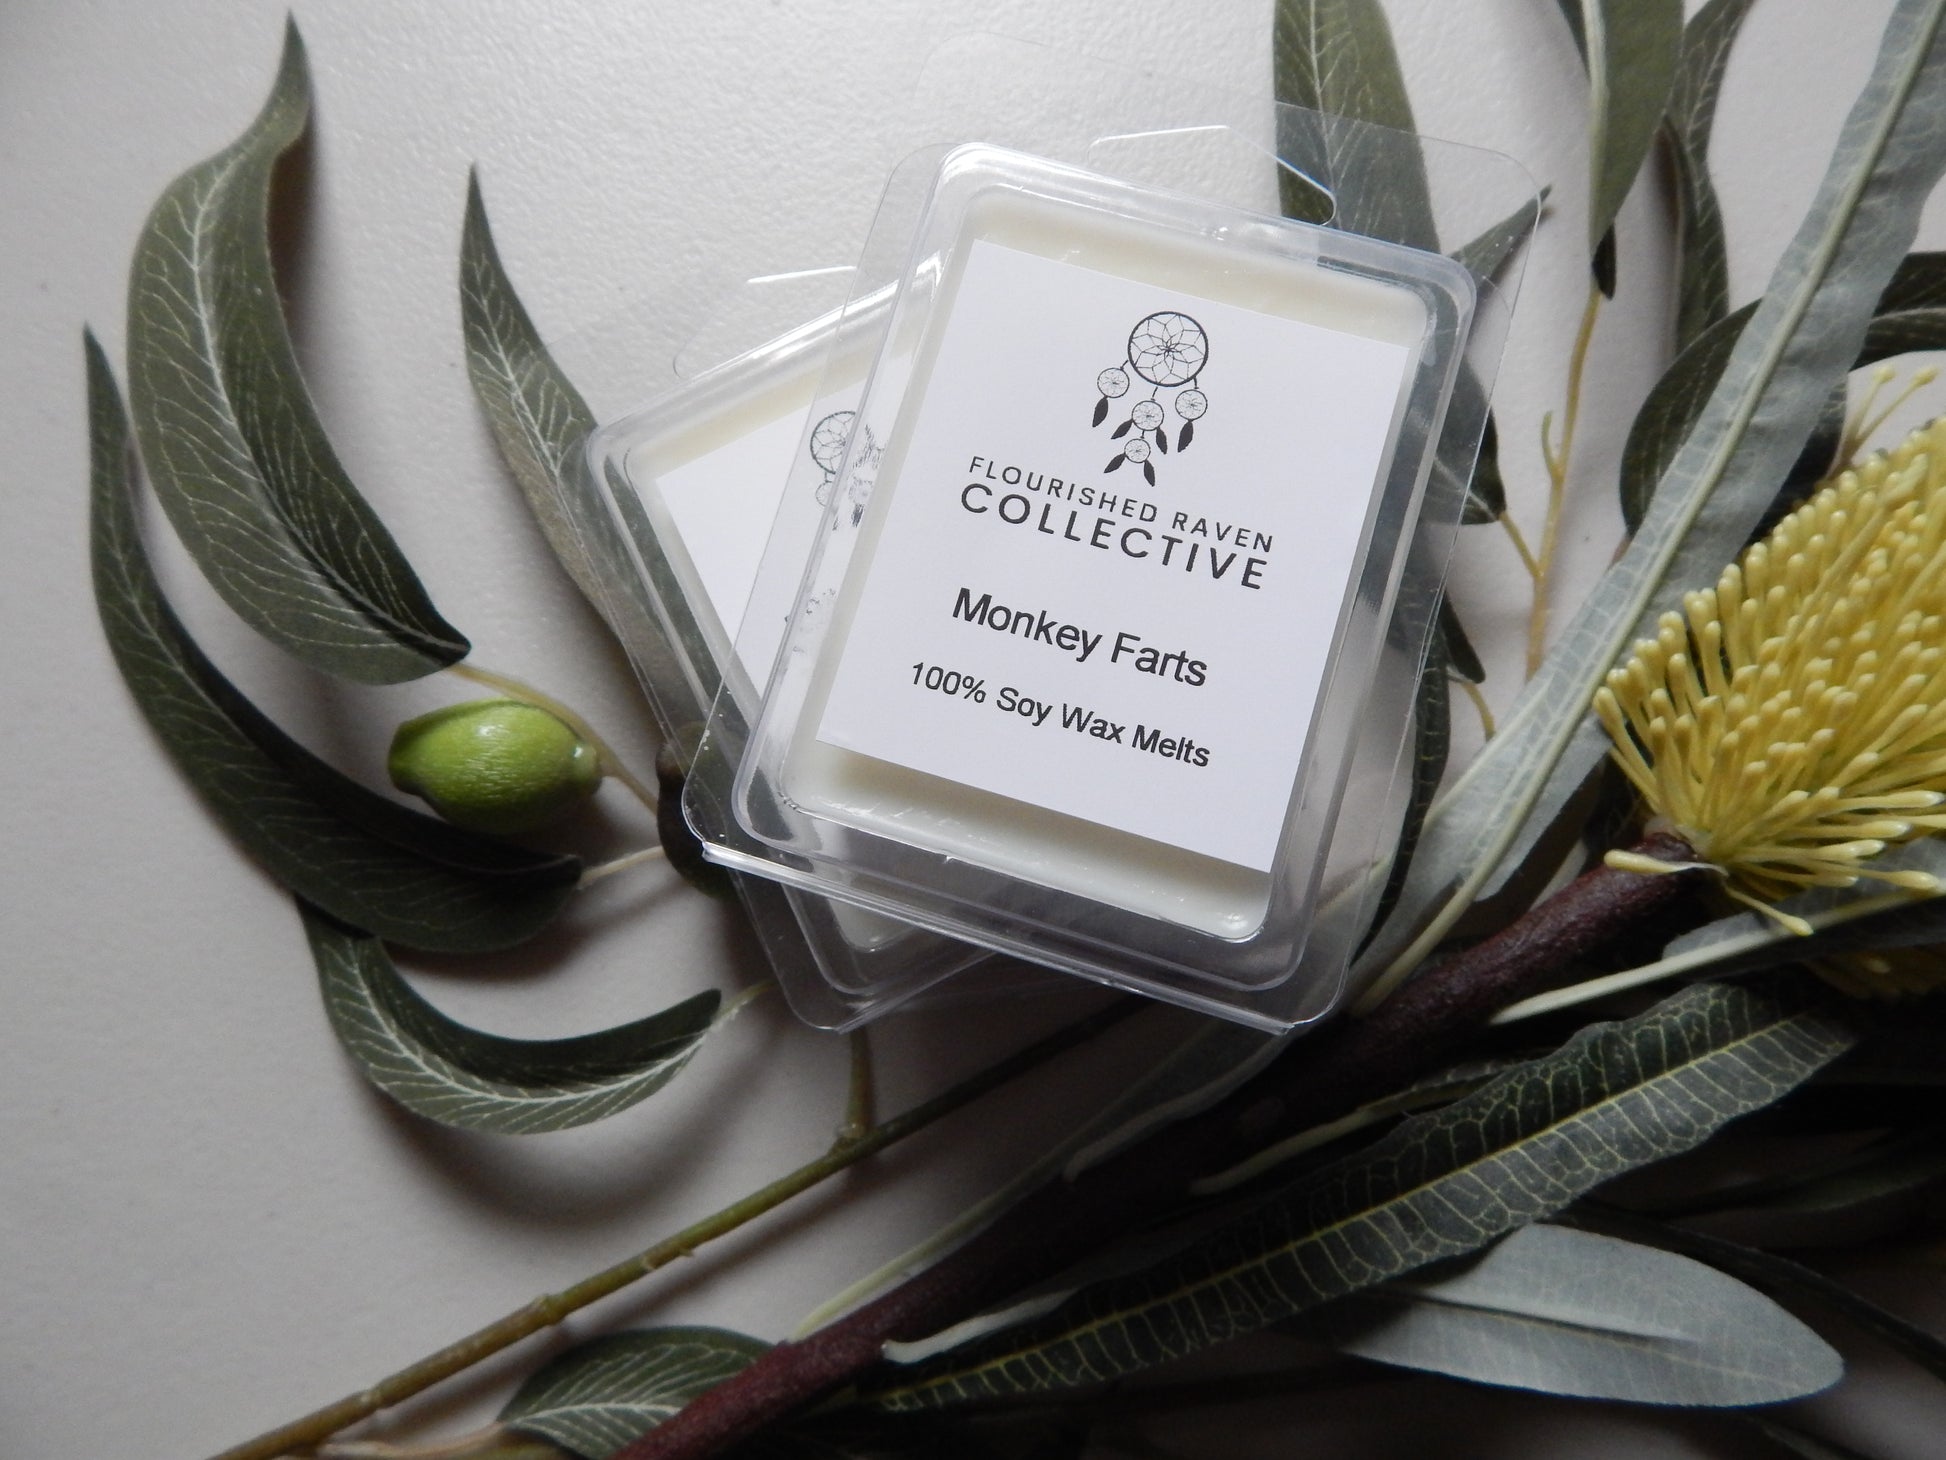 FLOURISHED RAVEN
COLLECTIVE
Monkey Farts
100% Soy Wax Melts